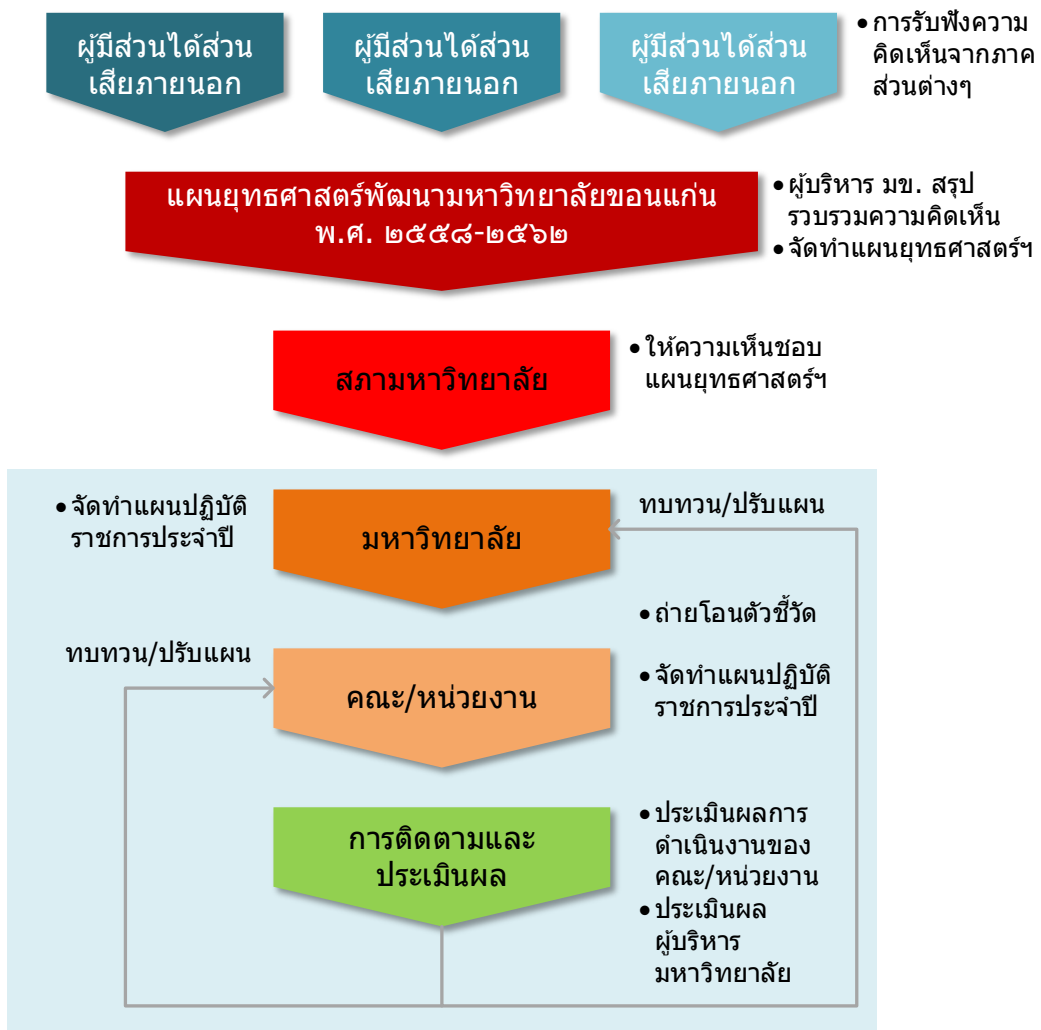 ผู้มีส่วนได้ส่วน
เสียภายนอก
ผู้มีส่วนได้ส่วน
เสียภายนอก
ผู้มีส่วนได้ส่วน
เสียภายนอก
• การรับฟังความ
คิดเห็นจากภาค
ส่วนต่างๆ
แผนยุทธศาสตร์พัฒนามหาวิทยาลัยขอนแก่น
พ.ศ. ๒๕๕๘-๒๕๖๒
• ผู้บริหาร มข. สรุป
รวบรวมความคิดเห็น
• จัดทำแผนยุทธศาสตร์ฯ
สภามหาวิทยาลัย
• ให้ความเห็นชอบ
แผนยุทธศาสตร์ฯ
• จัดทำแผนปฏิบัติ
ราชการประจำปี
มหาวิทยาลัย
ทบทวน/ปรับแผน
• ถ่ายโอนตัวชี้วัด
ทบทวน/ปรับแผน
คณะ/หน่วยงาน
• จัดทำแผนปฏิบัติ
ราชการประจำปี
การติดตามและ
ประเมินผล
• ประเมินผลการ
ดำเนินงานของ
คณะ/หน่วยงาน
• ประเมินผล
ผู้บริหาร
มหาวิทยาลัย